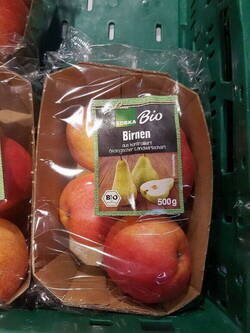 EDEKA Bio
Birnen
aus kontrolliert
ökologischer Landwirtschaft
BIO
500g